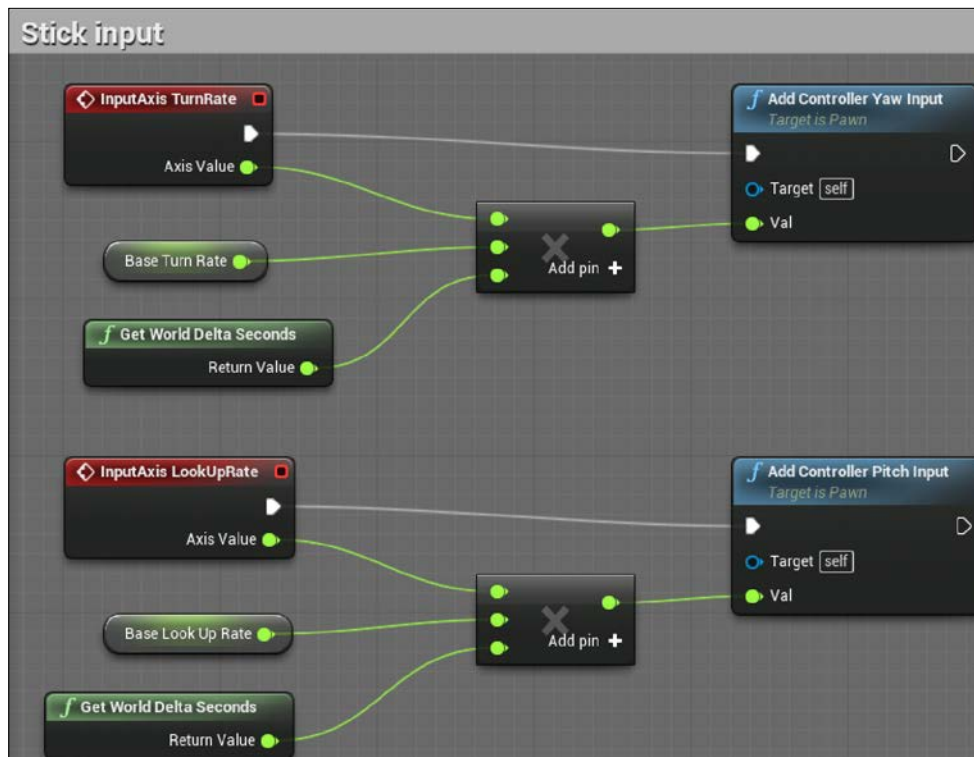 Stick input
InputAxis TurnRate
Axis Value
Base Turn Rate
f Get World Delta Seconds
Return Value
Add pin +
f Add Controller Yaw Input
Target is Pawn
Target self
Val
InputAxis LookUpRate
Axis Value
Base Look Up Rate
f Get World Delta Seconds
Return Value
Add pin +
f Add Controller Pitch Input
Target is Pawn
Target self
Val